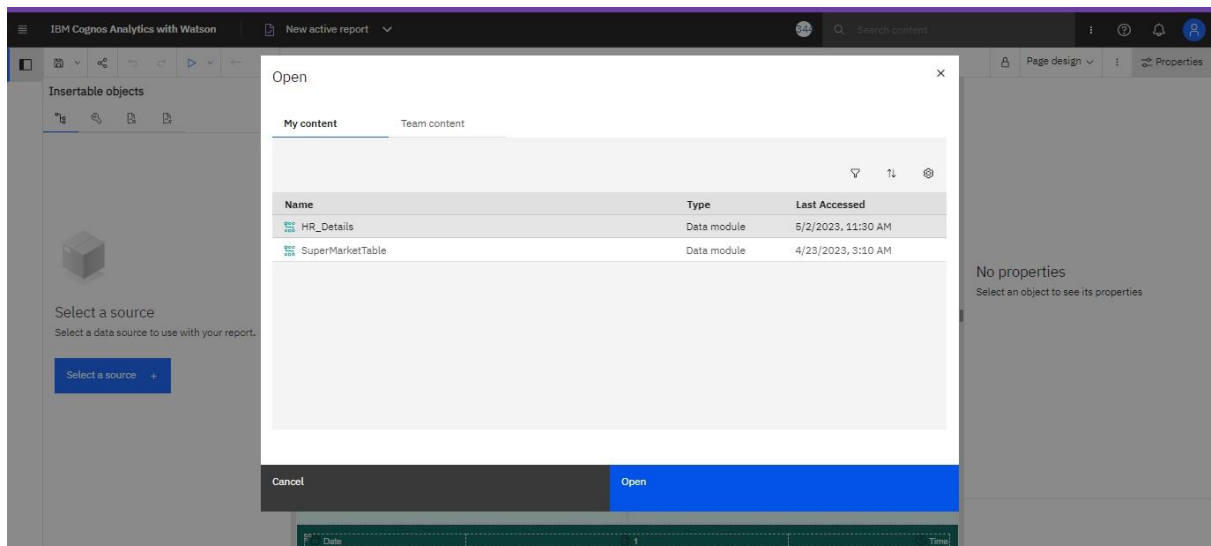 IBM Cognos Analytics with Watson
New active report
Search content
Page design
Properties
Insertable objects
Open
My content
Team content
Name Type Last Accessed
HR_Details Data module 5/2/2023, 11:30 AM
SuperMarketTable Data module 4/23/2023, 3:10 AM
Select a source
Select a data source to use with your report.
Select a source +
No properties
Select an object to see its properties
Cancel
Open
Date 1 Time